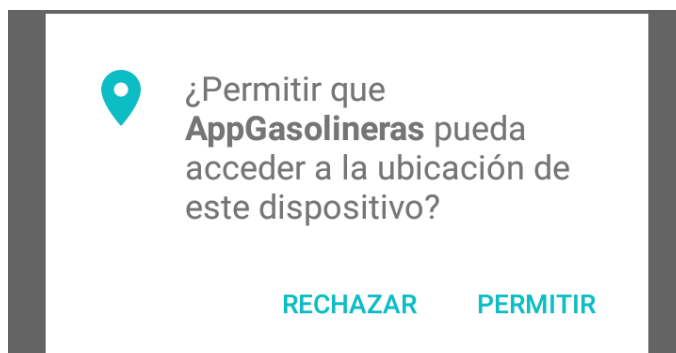 ¿Permitir que
AppGasolineras pueda
acceder a la ubicación de
este dispositivo?
RECHAZAR PERMITIR